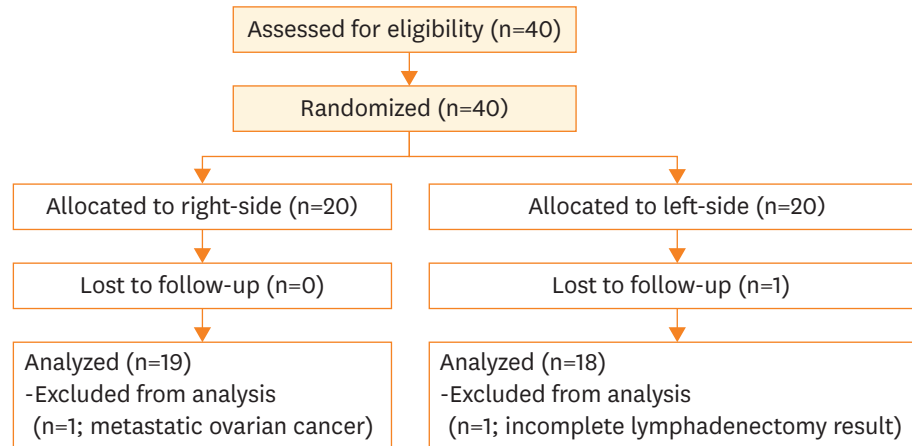 Assessed for eligibility (n=40)
Randomized (n=40)
Allocated to right-side (n=20)
Allocated to left-side (n=20)
Lost to follow-up (n=0)
Lost to follow-up (n=1)
Analyzed (n=19)
-Excluded from analysis
(n=1; metastatic ovarian cancer)
Analyzed (n=18)
-Excluded from analysis
(n=1; incomplete lymphadenectomy result)